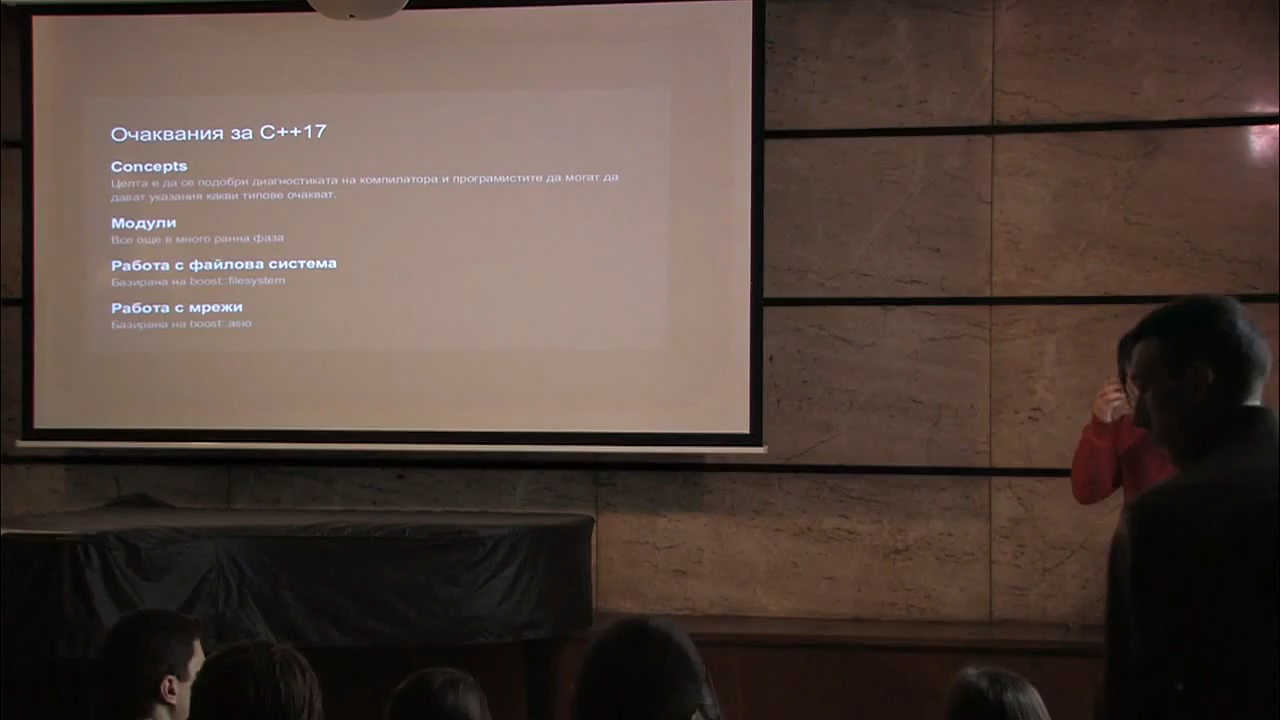 Очаквания за C++17
Concepts
Целта е да се подобри диагностиката на компилатора и програмистите да могат да
дават указания какви типове очакват.
Модули
Все още в много ранна фаза
Работа с файлова система
Базирана на boost::filesystem
Работа с мрежи
Базирана на boost::asio